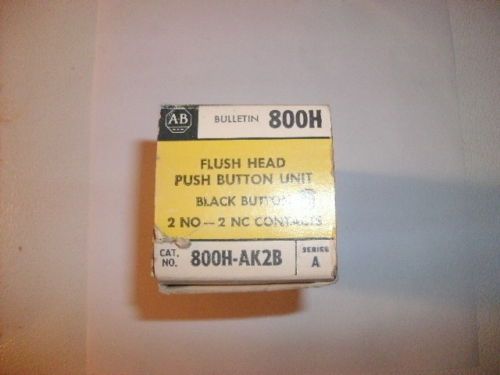 A-B
BULLETIN 800H
FLUSH HEAD
PUSH BUTTON UNIT
BLACK BUTTON
2 NO — 2 NC CONTACTS
CAT. NO. 800H-AK2B SERIES A